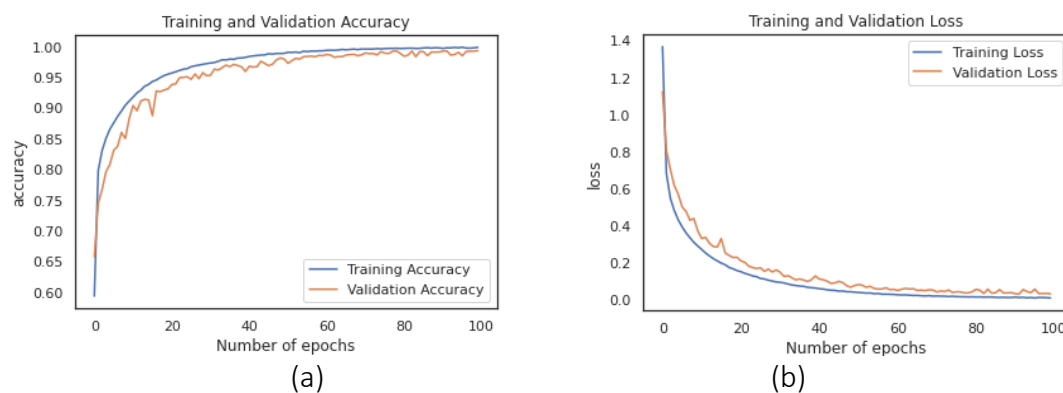 Training and Validation Accuracy
1.00
0.95
0.90
0.85
0.80
0.75
0.70
0.65
0.60
accuracy
Training Accuracy
Validation Accuracy
0 20 40 60 80 100
Number of epochs
(a)
Training and Validation Loss
1.4
1.2
1.0
0.8
0.6
0.4
0.2
0.0
loss
Training Loss
Validation Loss
0 20 40 60 80 100
Number of epochs
(b)